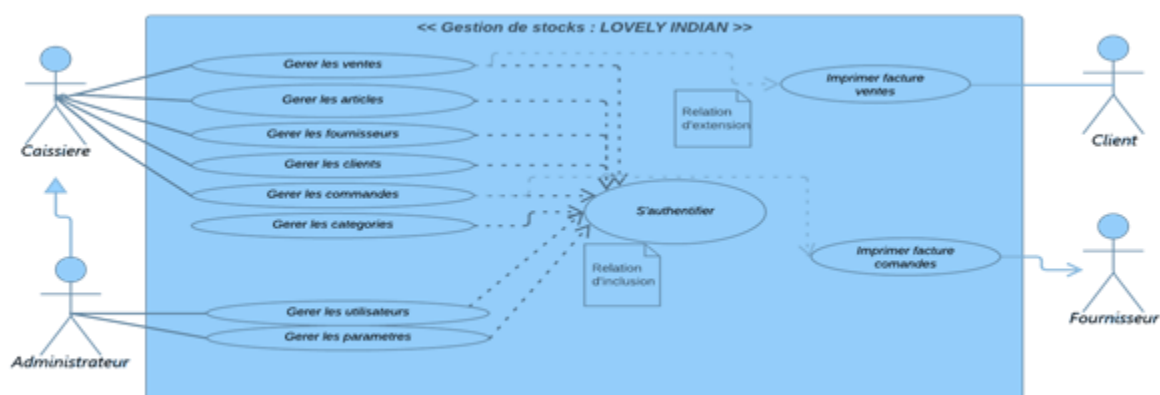 << Gestion de stocks : LOVELY INDIAN >>
Gerer les ventes
Gerer les articles
Gerer les fournisseurs
Gerer les clients
Gerer les commandes
Gerer les categories
Gerer les utilisateurs
Gerer les parametres
Caissiere
Administrateur
S'authentifier
Relation
d'extension
Relation
d'inclusion
Imprimer facture
ventes
Imprimer facture
comandes
Client
Fournisseur